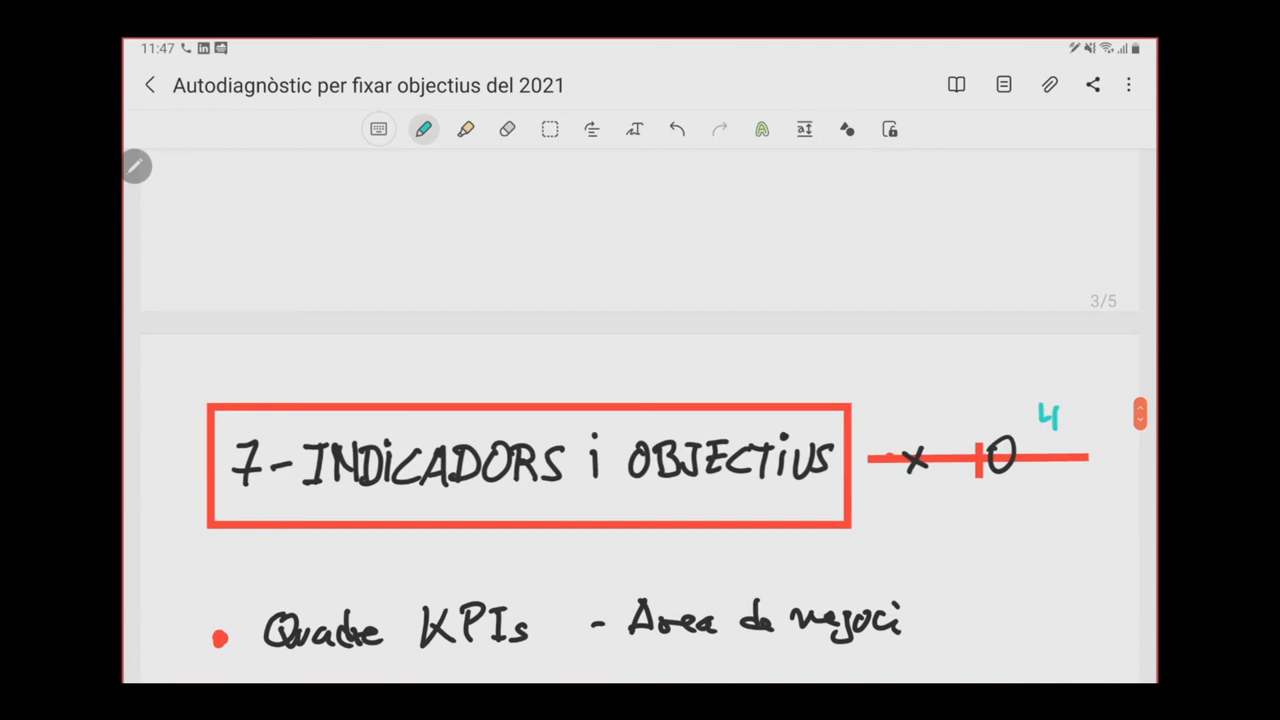 11:47
Autodiagnòstic per fixar objectius del 2021
3/5
4
7-INDICADORS i OBJECTIUS X O
Quadre KPIs - Àrea de negoci